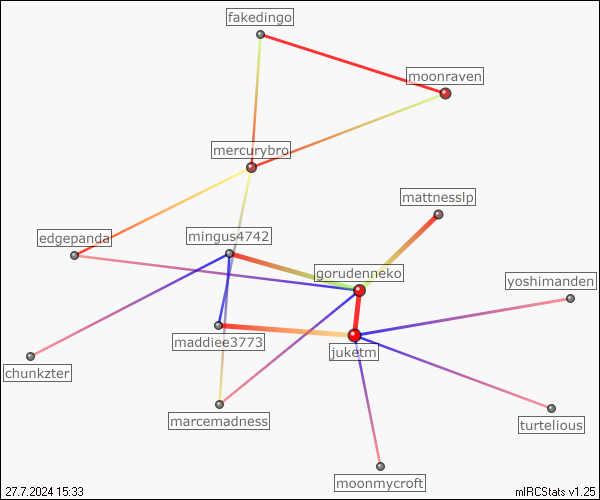 fakedingo
moonraven
mercurybro
mattnesslp
edgepanda
mingus4742
gorudenneko
yoshimanden
maddiee3773
juketm
chunkzter
marcemadness
turtelious
moonmycroft
27.7.2024 15:33
mIRCStats v1.25